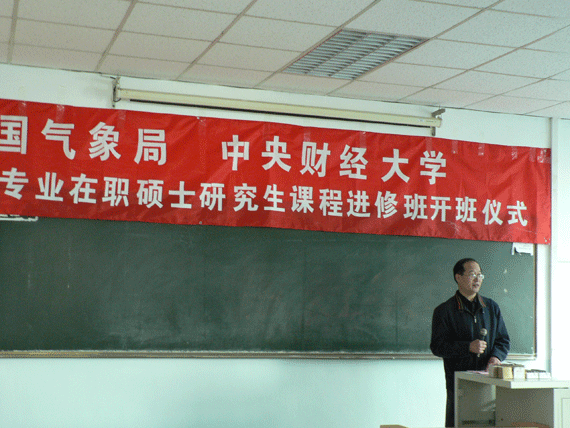 国气象局 中央财经大学
专业在职硕士研究生课程进修班开班仪式